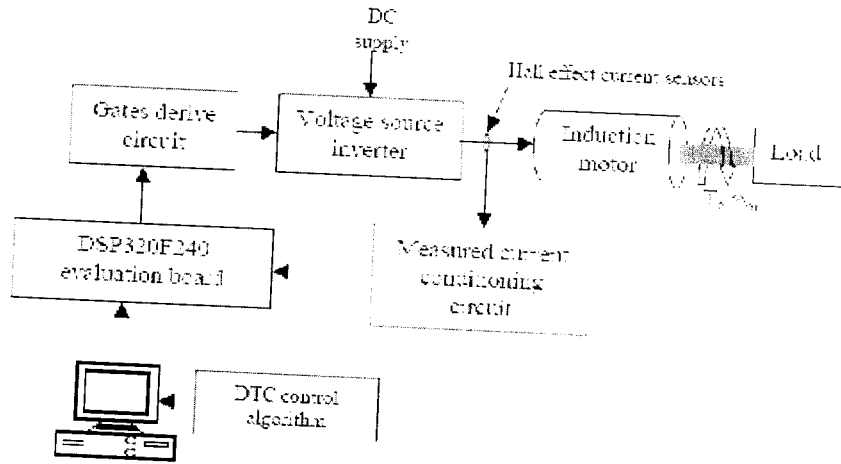 DC
supply
Hall effect current sensors
Gates derive
circuit
Voltage source
inverter
Induction
motor
Load
DSP320F240
evaluation board
Measured current
conditioning
circuit
DTC control
algorithm